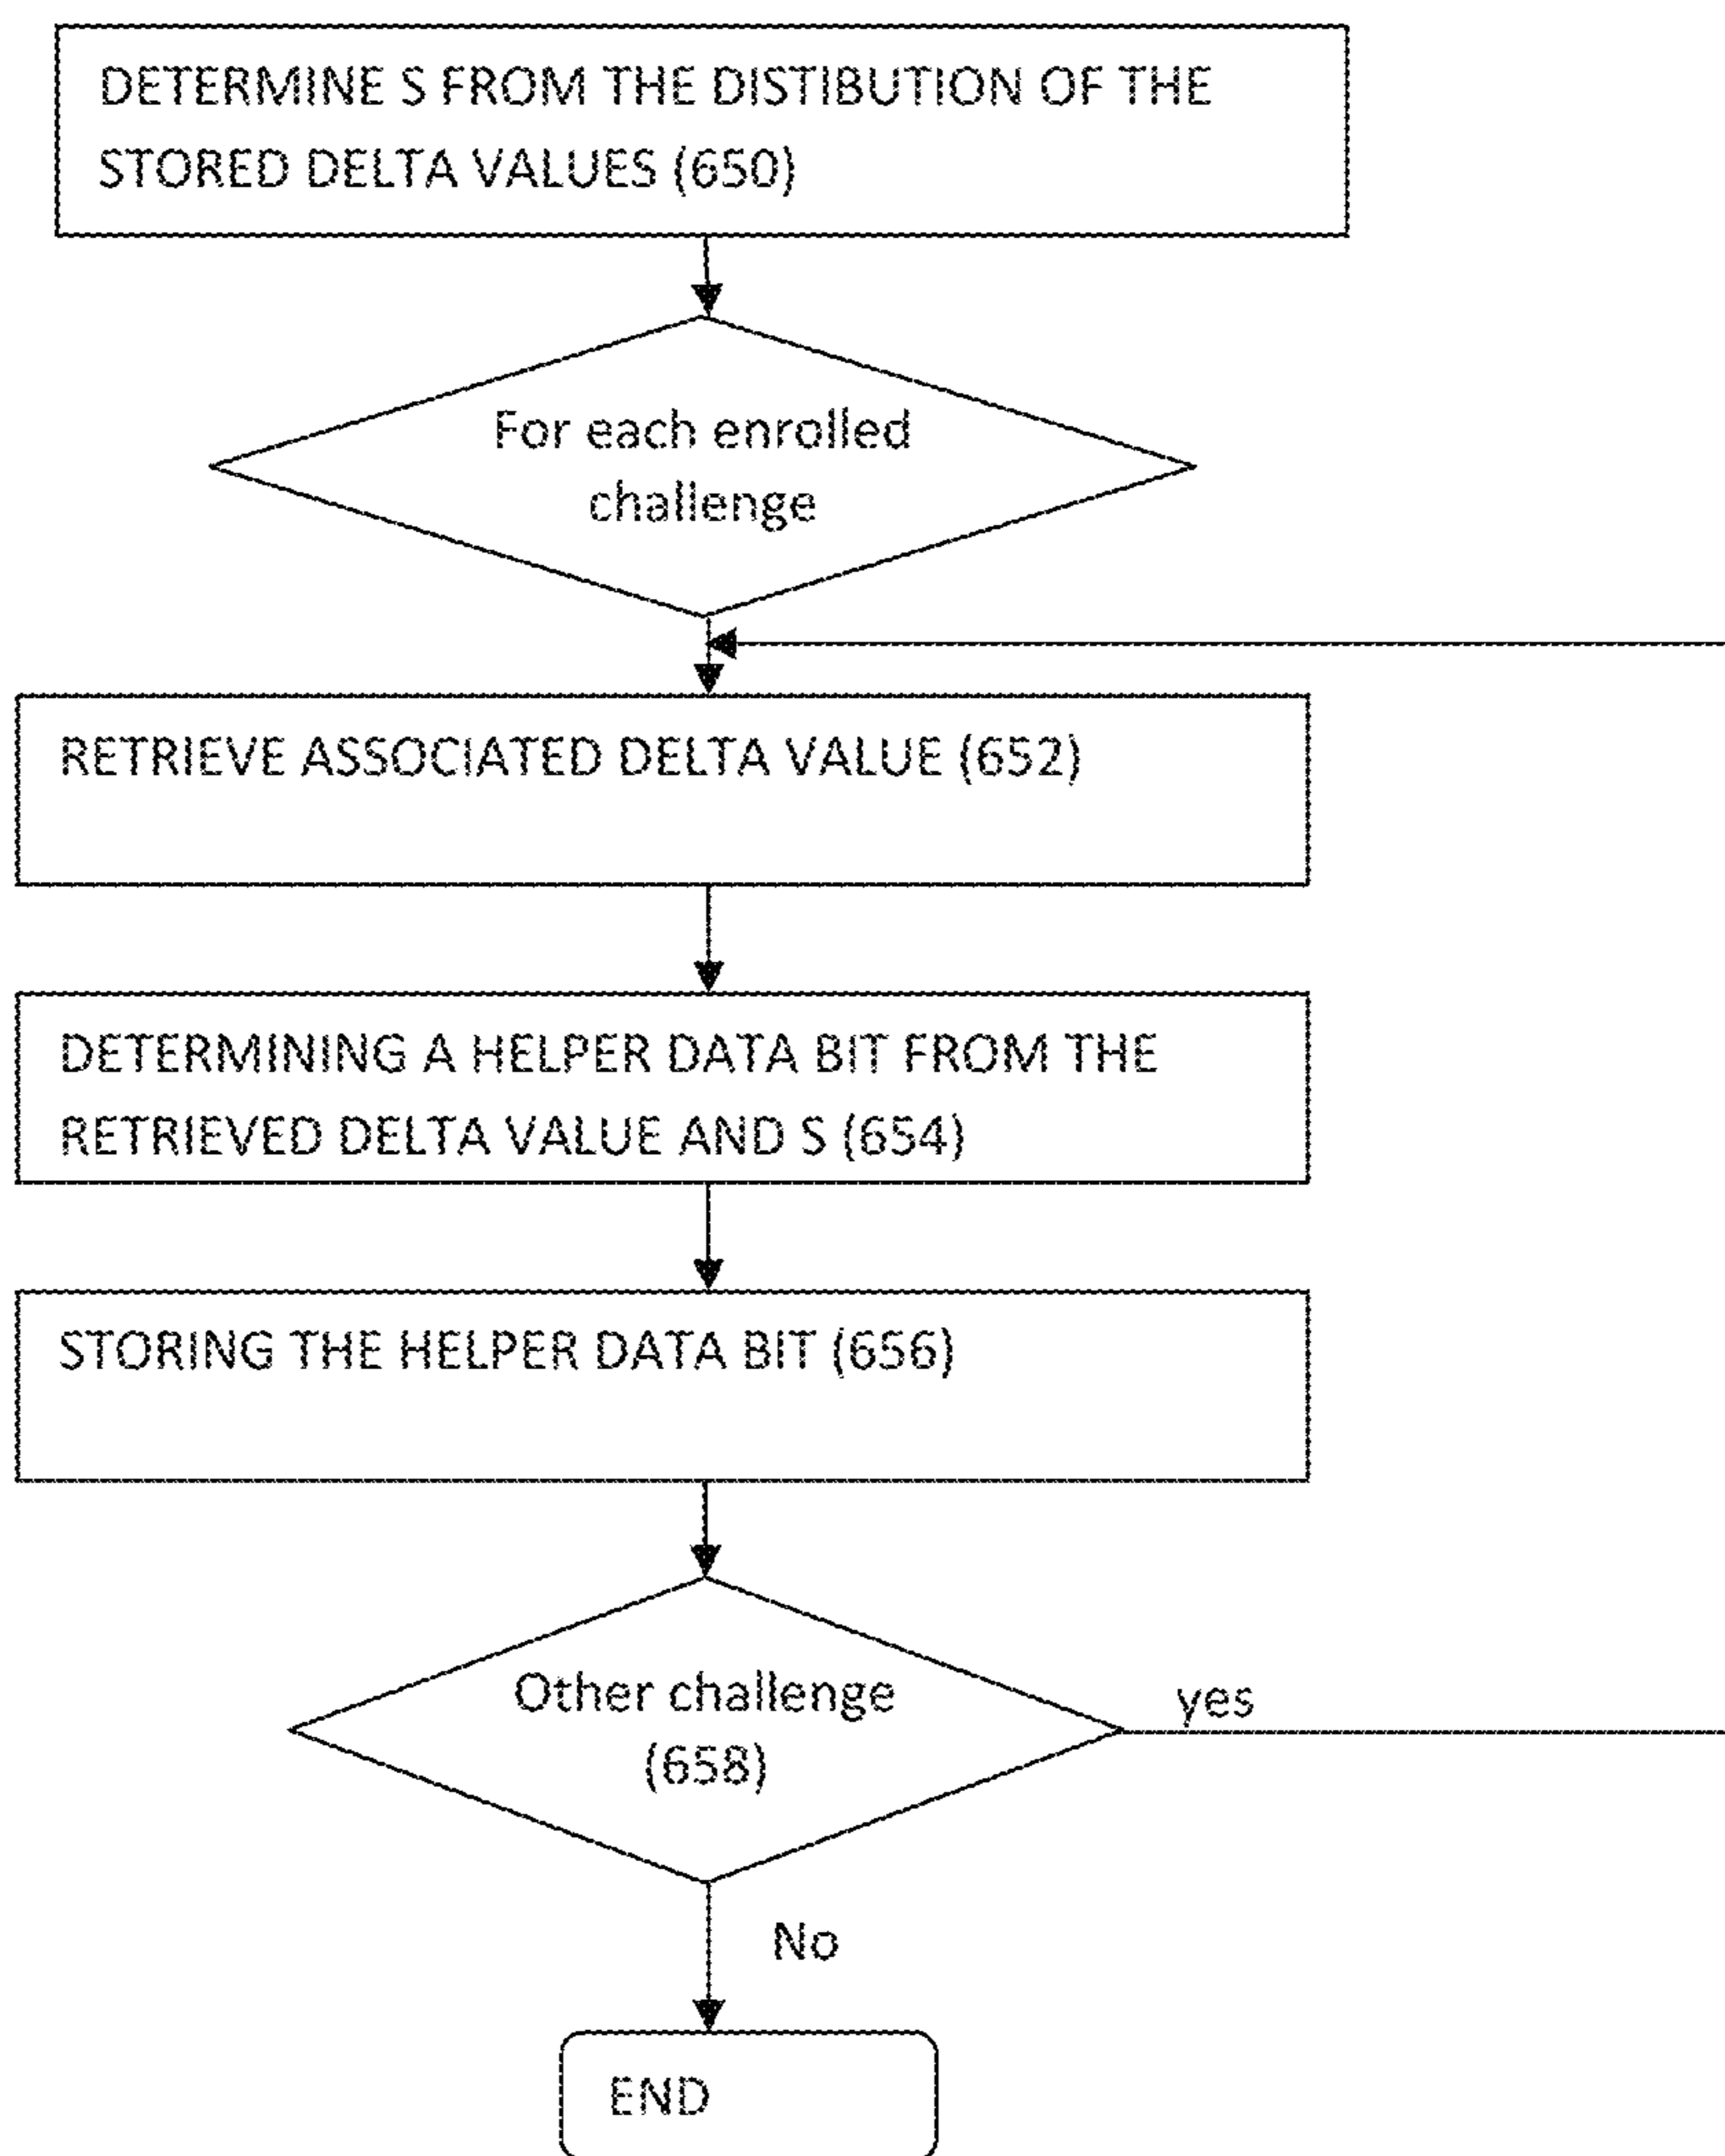 DETERMINE S FROM THE DISTIBUTION OF THE
STORED DELTA VALUES (650)
For each enrolled
challenge
RETRIEVE ASSOCIATED DELTA VALUE (652)
DETERMINING A HELPER DATA BIT FROM THE
RETRIEVED DELTA VALUE AND S (654)
STORING THE HELPER DATA BIT (656)
Other challenge
(658)
yes
No
END